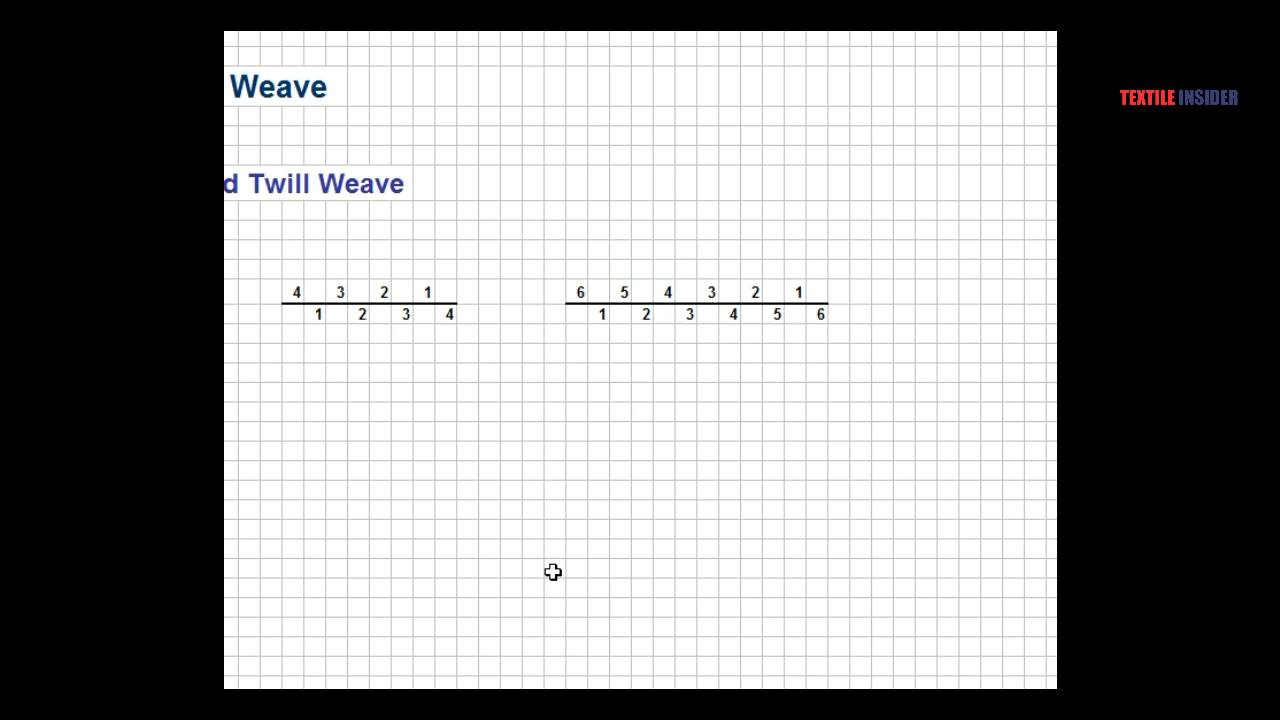 Weave
TEXTILE INSIDER
d Twill Weave
4 3 2 1
1 2 3 4
6 5 4 3 2 1
1 2 3 4 5 6